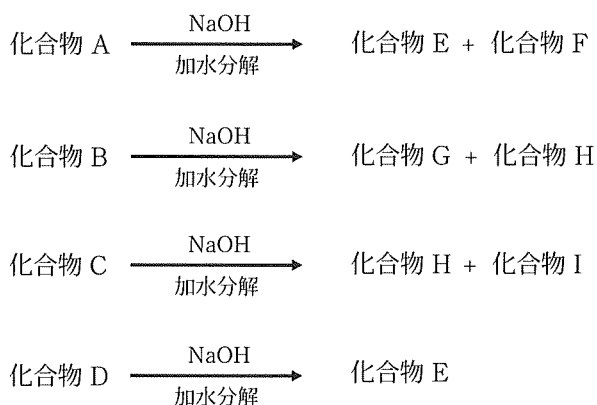 NaOH
化合物 A 化合物 E + 化合物 F
加水分解
NaOH
化合物 B 化合物 G + 化合物 H
加水分解
NaOH
化合物 C 化合物 H + 化合物 I
加水分解
NaOH
化合物 D 化合物 E
加水分解